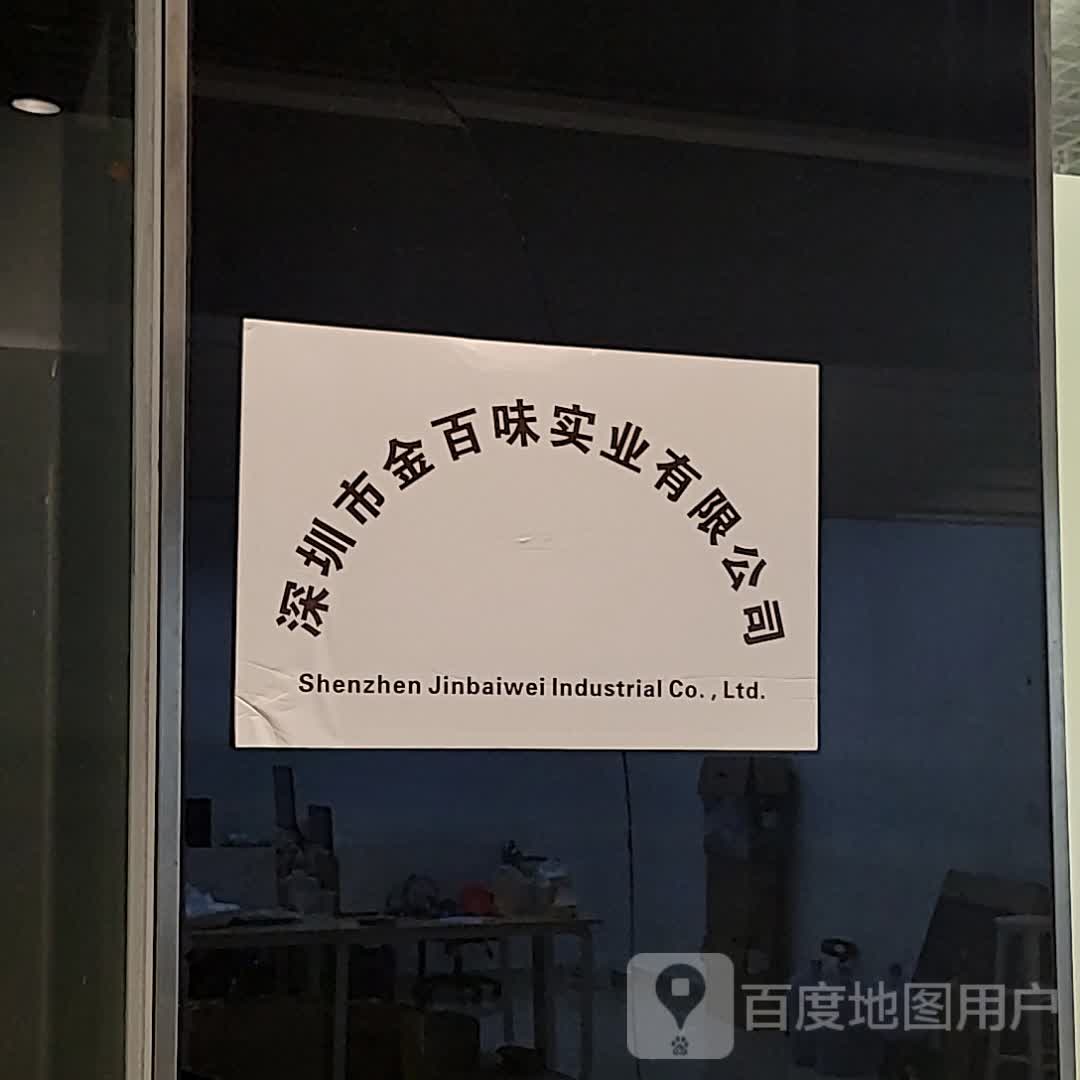 深圳市金百味实业有限公司
Shenzhen Jinbaiwei Industrial Co. , Ltd.
百度地图用户